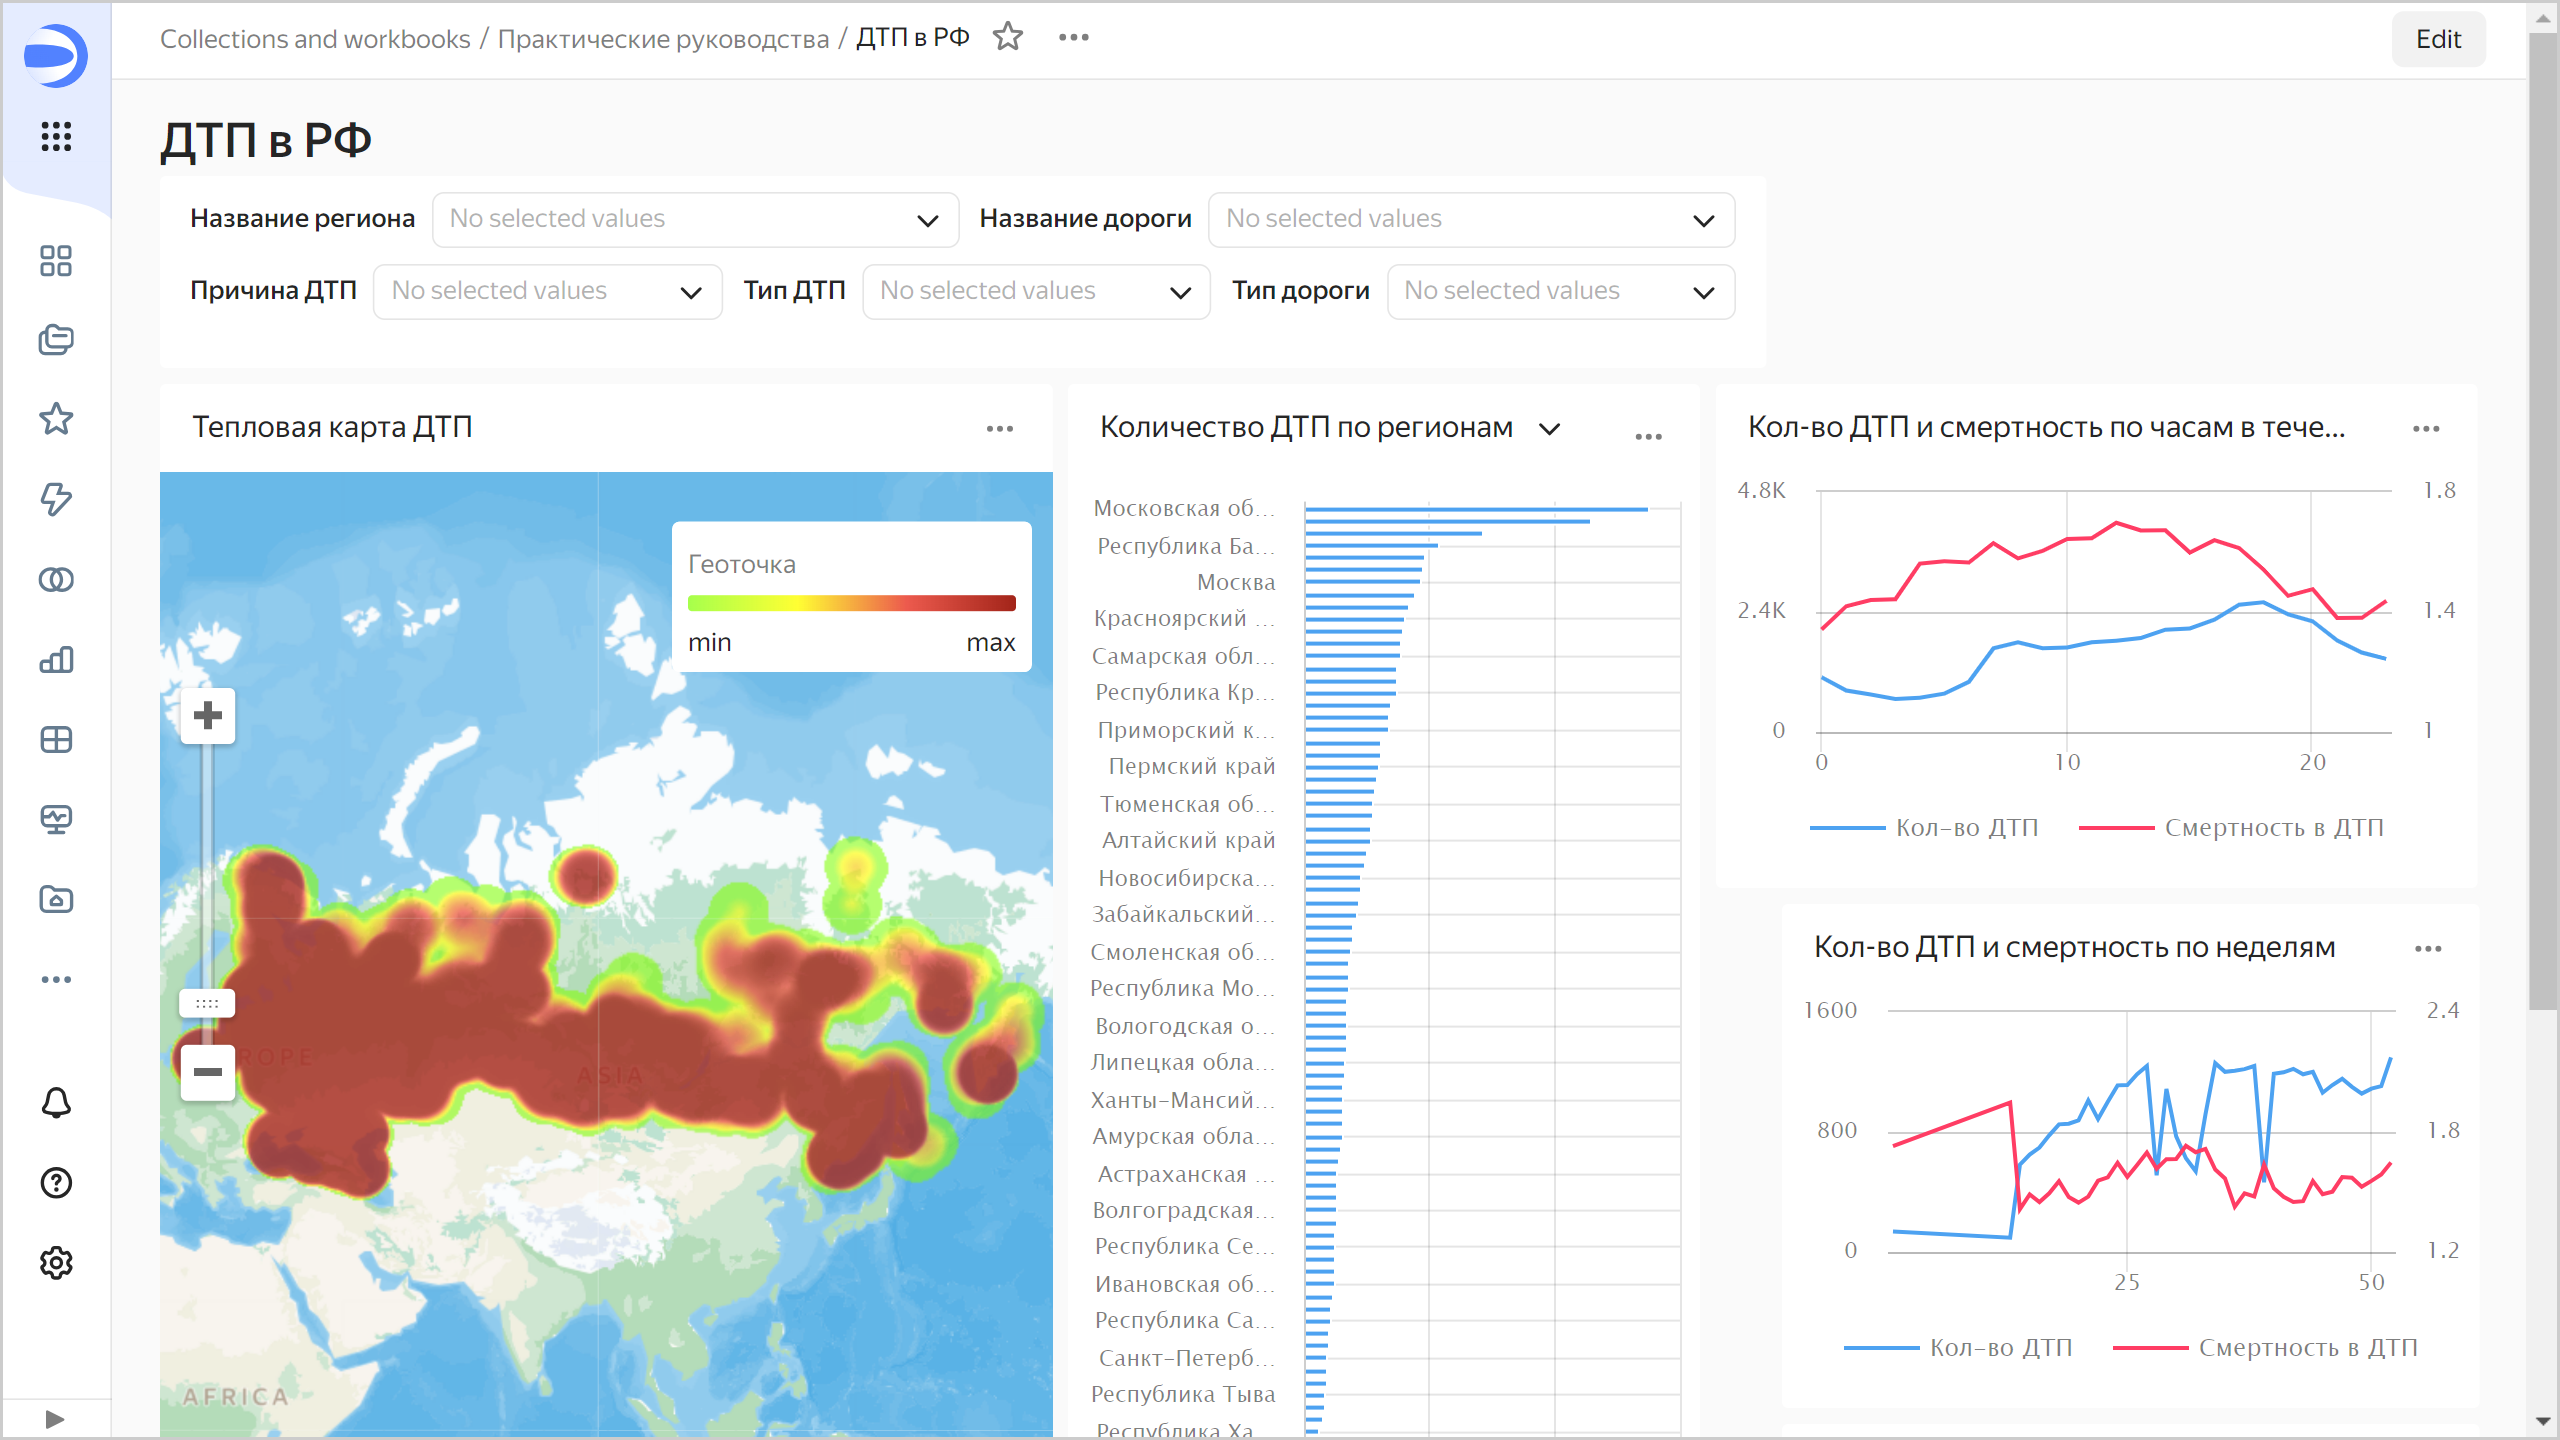 Collections and workbooks / Практические руководства / ДТП в РФ
Edit
ДТП в РФ
Название региона No selected values Название дороги No selected values
Причина ДТП No selected values Тип ДТП No selected values Тип дороги No selected values
Тепловая карта ДТП
Геоточка
min max
EUROPE
ASIA
AFRICA
Количество ДТП по регионам
Московская об...
Республика Ба...
Москва
Красноярский ...
Самарская обл...
Республика Кр...
Приморский к...
Пермский край
Тюменская об...
Алтайский край
Новосибирска...
Забайкальский...
Смоленская об...
Республика Мо...
Вологодская о...
Липецкая обла...
Ханты-Мансий...
Амурская обла...
Астраханская ...
Волгоградская...
Республика Се...
Ивановская об...
Республика Са...
Санкт-Петерб...
Республика Тыва
Республика Ха...
Кол-во ДТП и смертность по часам в тече...
4.8K 1.8
2.4K 1.4
0 1
0 10 20
Кол-во ДТП Смертность в ДТП
Кол-во ДТП и смертность по неделям
1600 2.4
800 1.8
0 1.2
25 50
Кол-во ДТП Смертность в ДТП